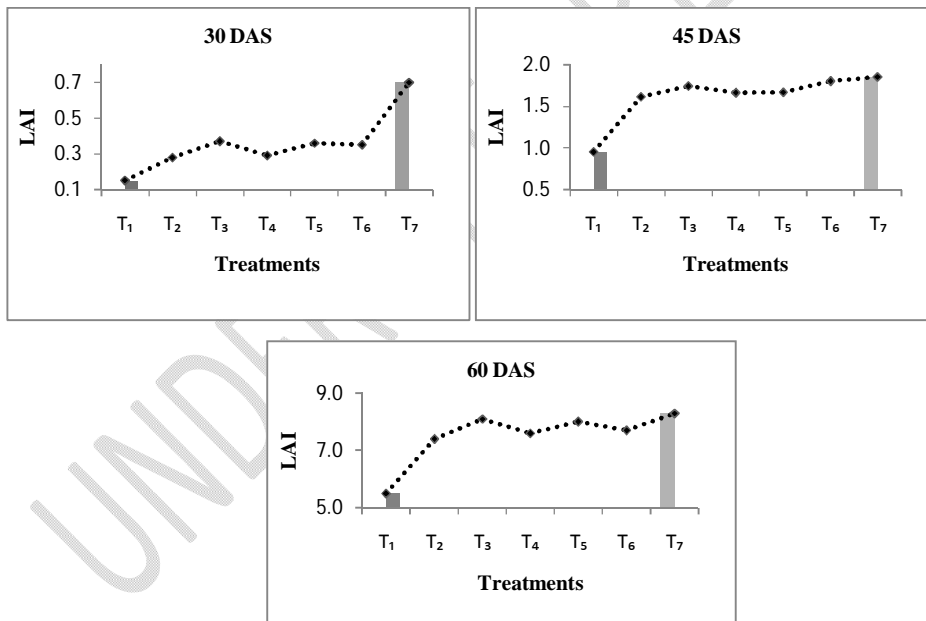 30 DAS
0.7
0.5
0.3
0.1
LAI
T₁ T₂ T₃ T₄ T₅ T₆ T₇
Treatments
45 DAS
2.0
1.5
1.0
0.5
LAI
T₁ T₂ T₃ T₄ T₅ T₆ T₇
Treatments
60 DAS
9.0
7.0
5.0
LAI
T₁ T₂ T₃ T₄ T₅ T₆ T₇
Treatments